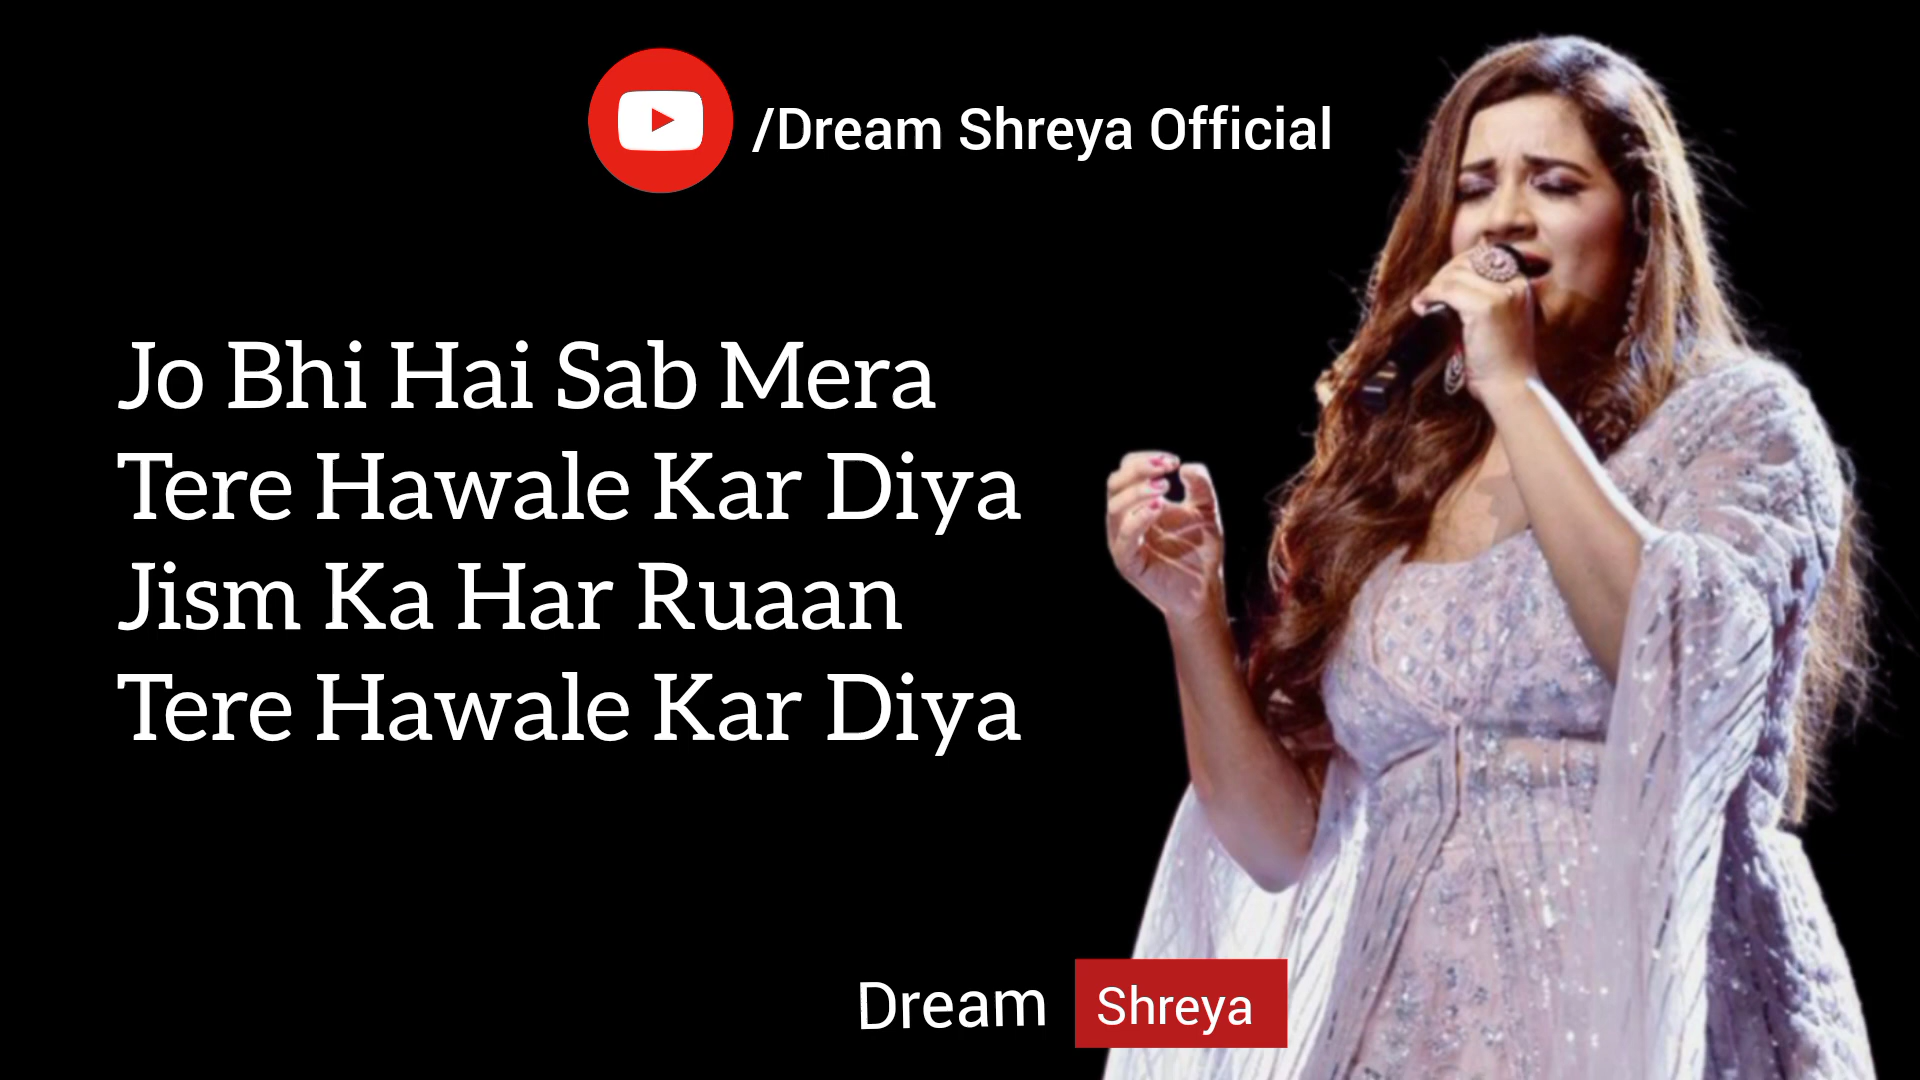 /Dream Shreya Official
Jo Bhi Hai Sab Mera
Tere Hawale Kar Diya
Jism Ka Har Ruaan
Tere Hawale Kar Diya
Dream Shreya